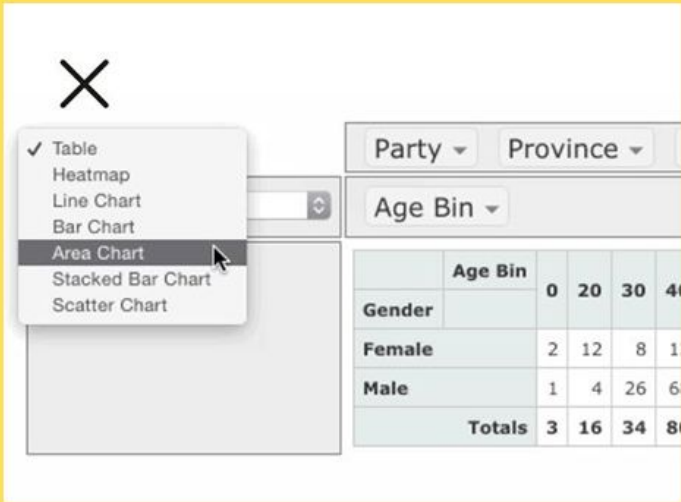 Table
Heatmap
Line Chart
Bar Chart
Area Chart
Stacked Bar Chart
Scatter Chart
Party Province
Age Bin
Age Bin 0 20 30
Gender
Female 2 12 8
Male 1 4 26
Totals 3 16 34